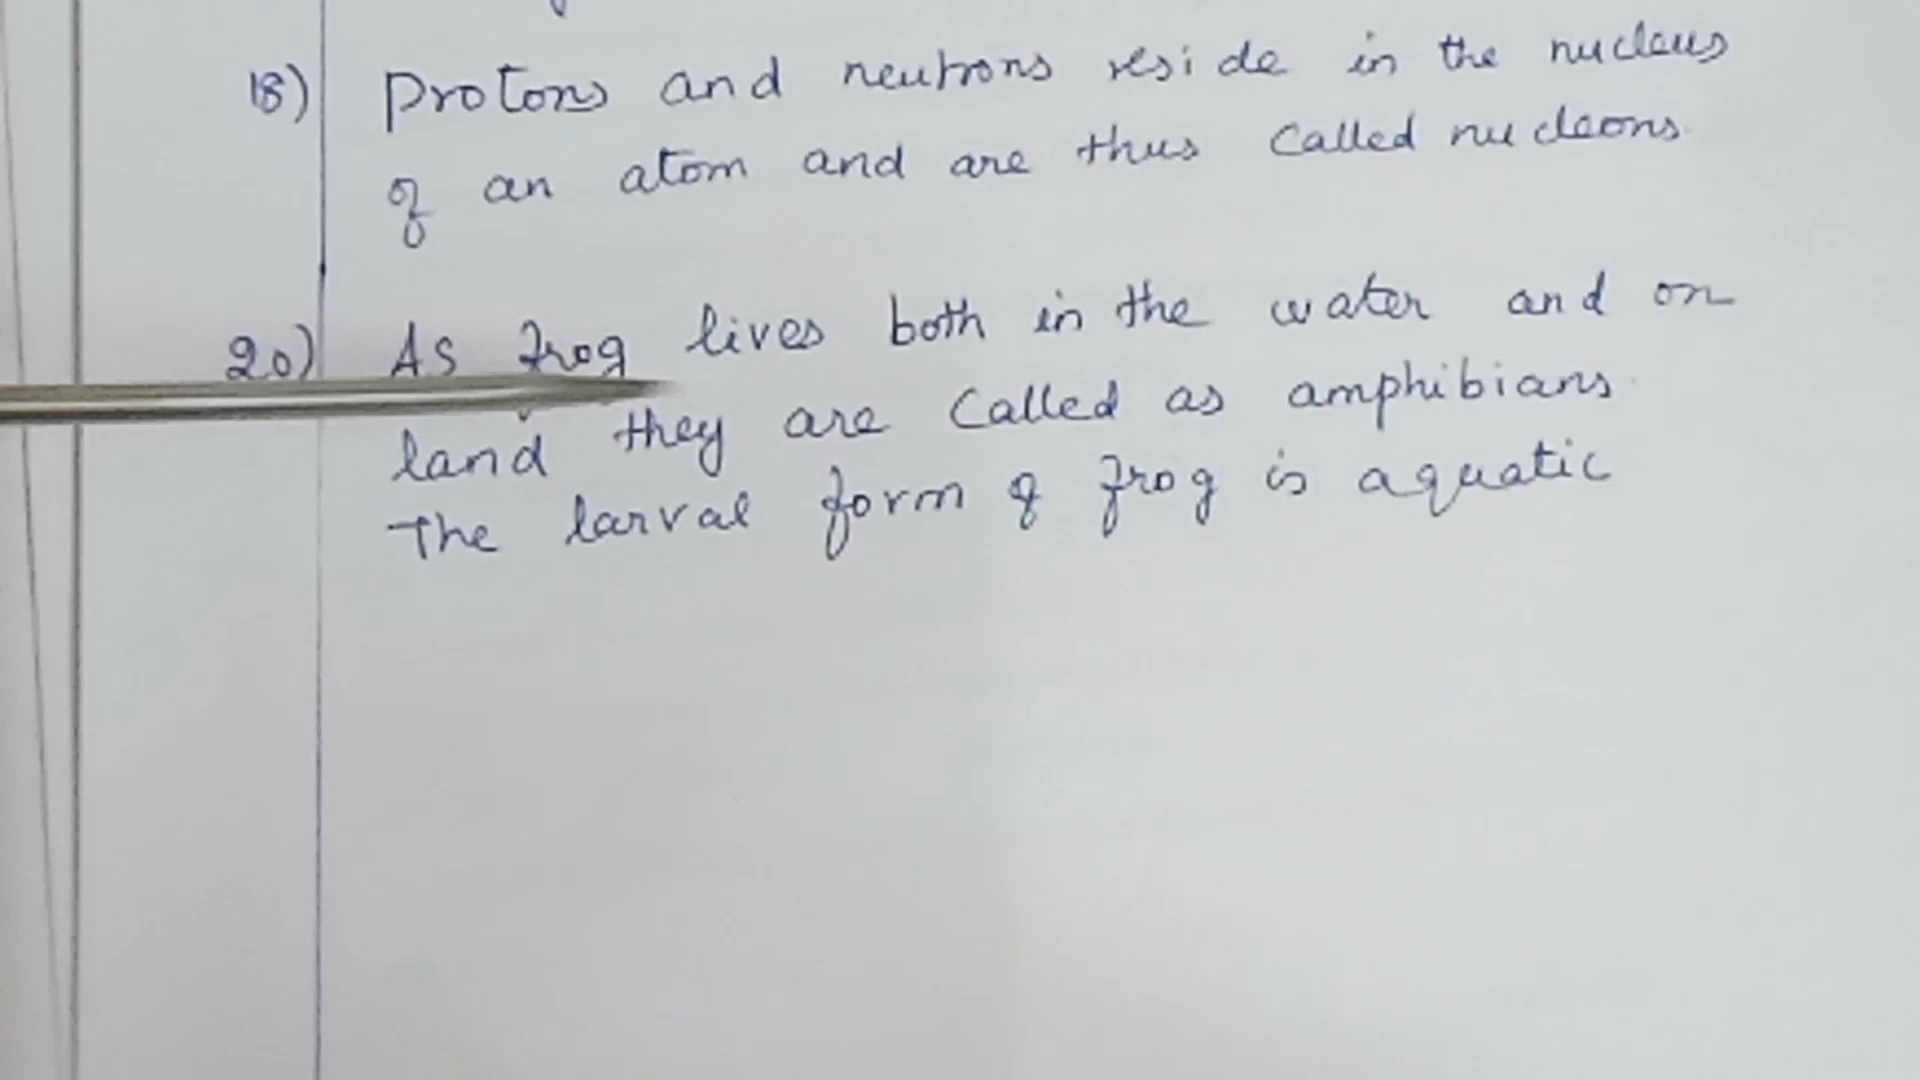 18) Protons and neutrons reside in the nucleus
of an atom and are thus called nucleons.
20) As frog lives both in the water and on
land they are called as amphibians.
The larval form of frog is aquatic